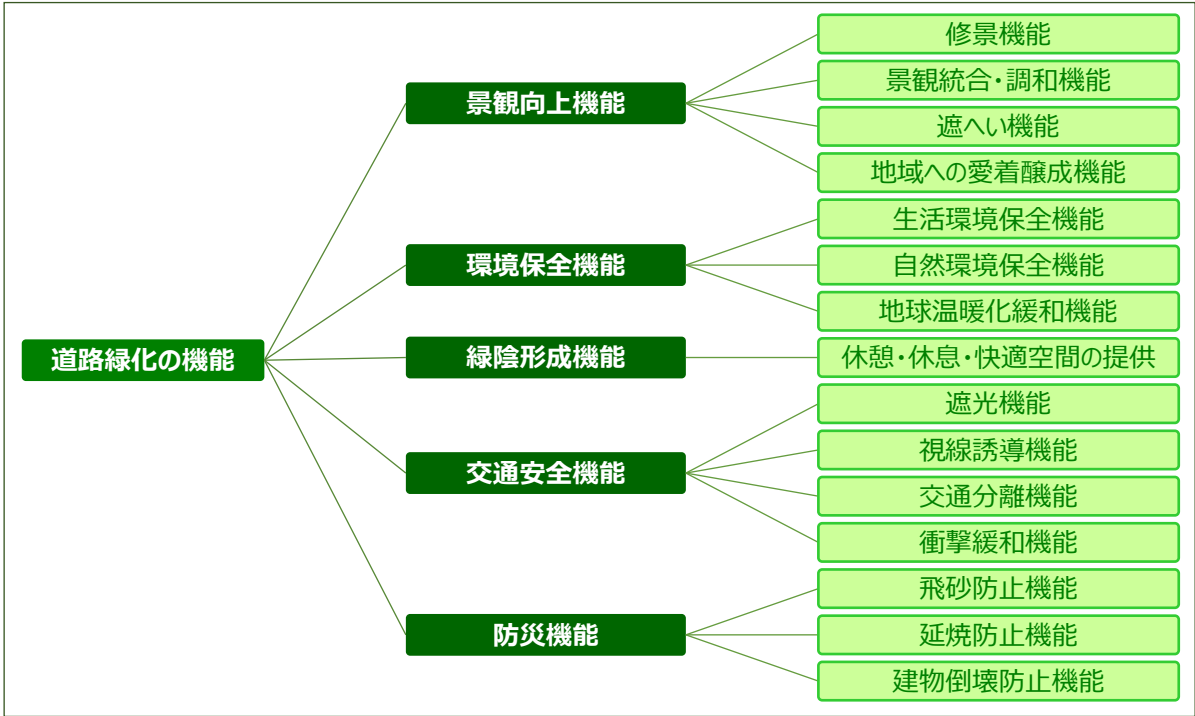 道路緑化の機能
景観向上機能
修景機能
景観統合・調和機能
遮へい機能
地域への愛着醸成機能
環境保全機能
生活環境保全機能
自然環境保全機能
地球温暖化緩和機能
緑陰形成機能
休憩・休息・快適空間の提供
交通安全機能
遮光機能
視線誘導機能
交通分離機能
衝撃緩和機能
防災機能
飛砂防止機能
延焼防止機能
建物倒壊防止機能